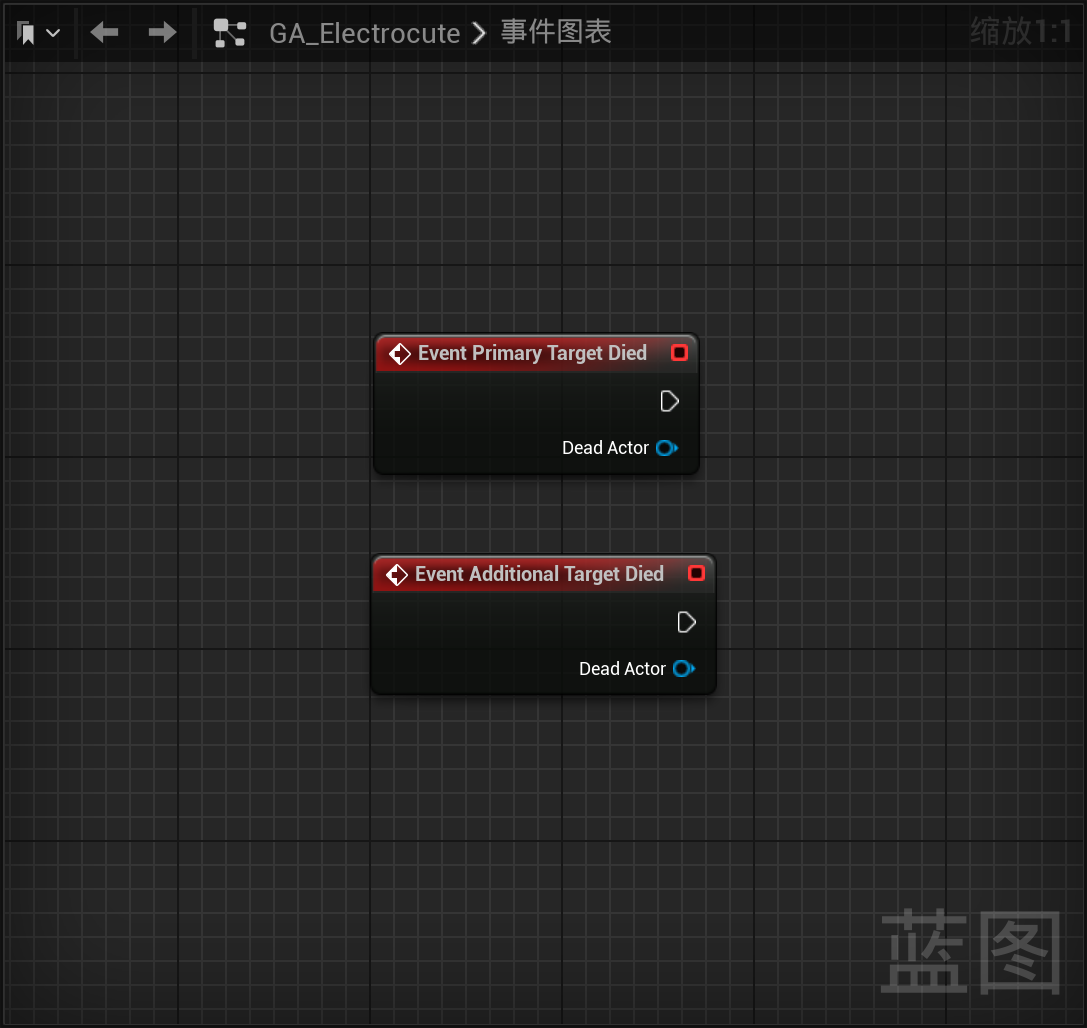 GA_Electrocute > 事件图表
缩放1:1
Event Primary Target Died
Dead Actor
Event Additional Target Died
Dead Actor
蓝图